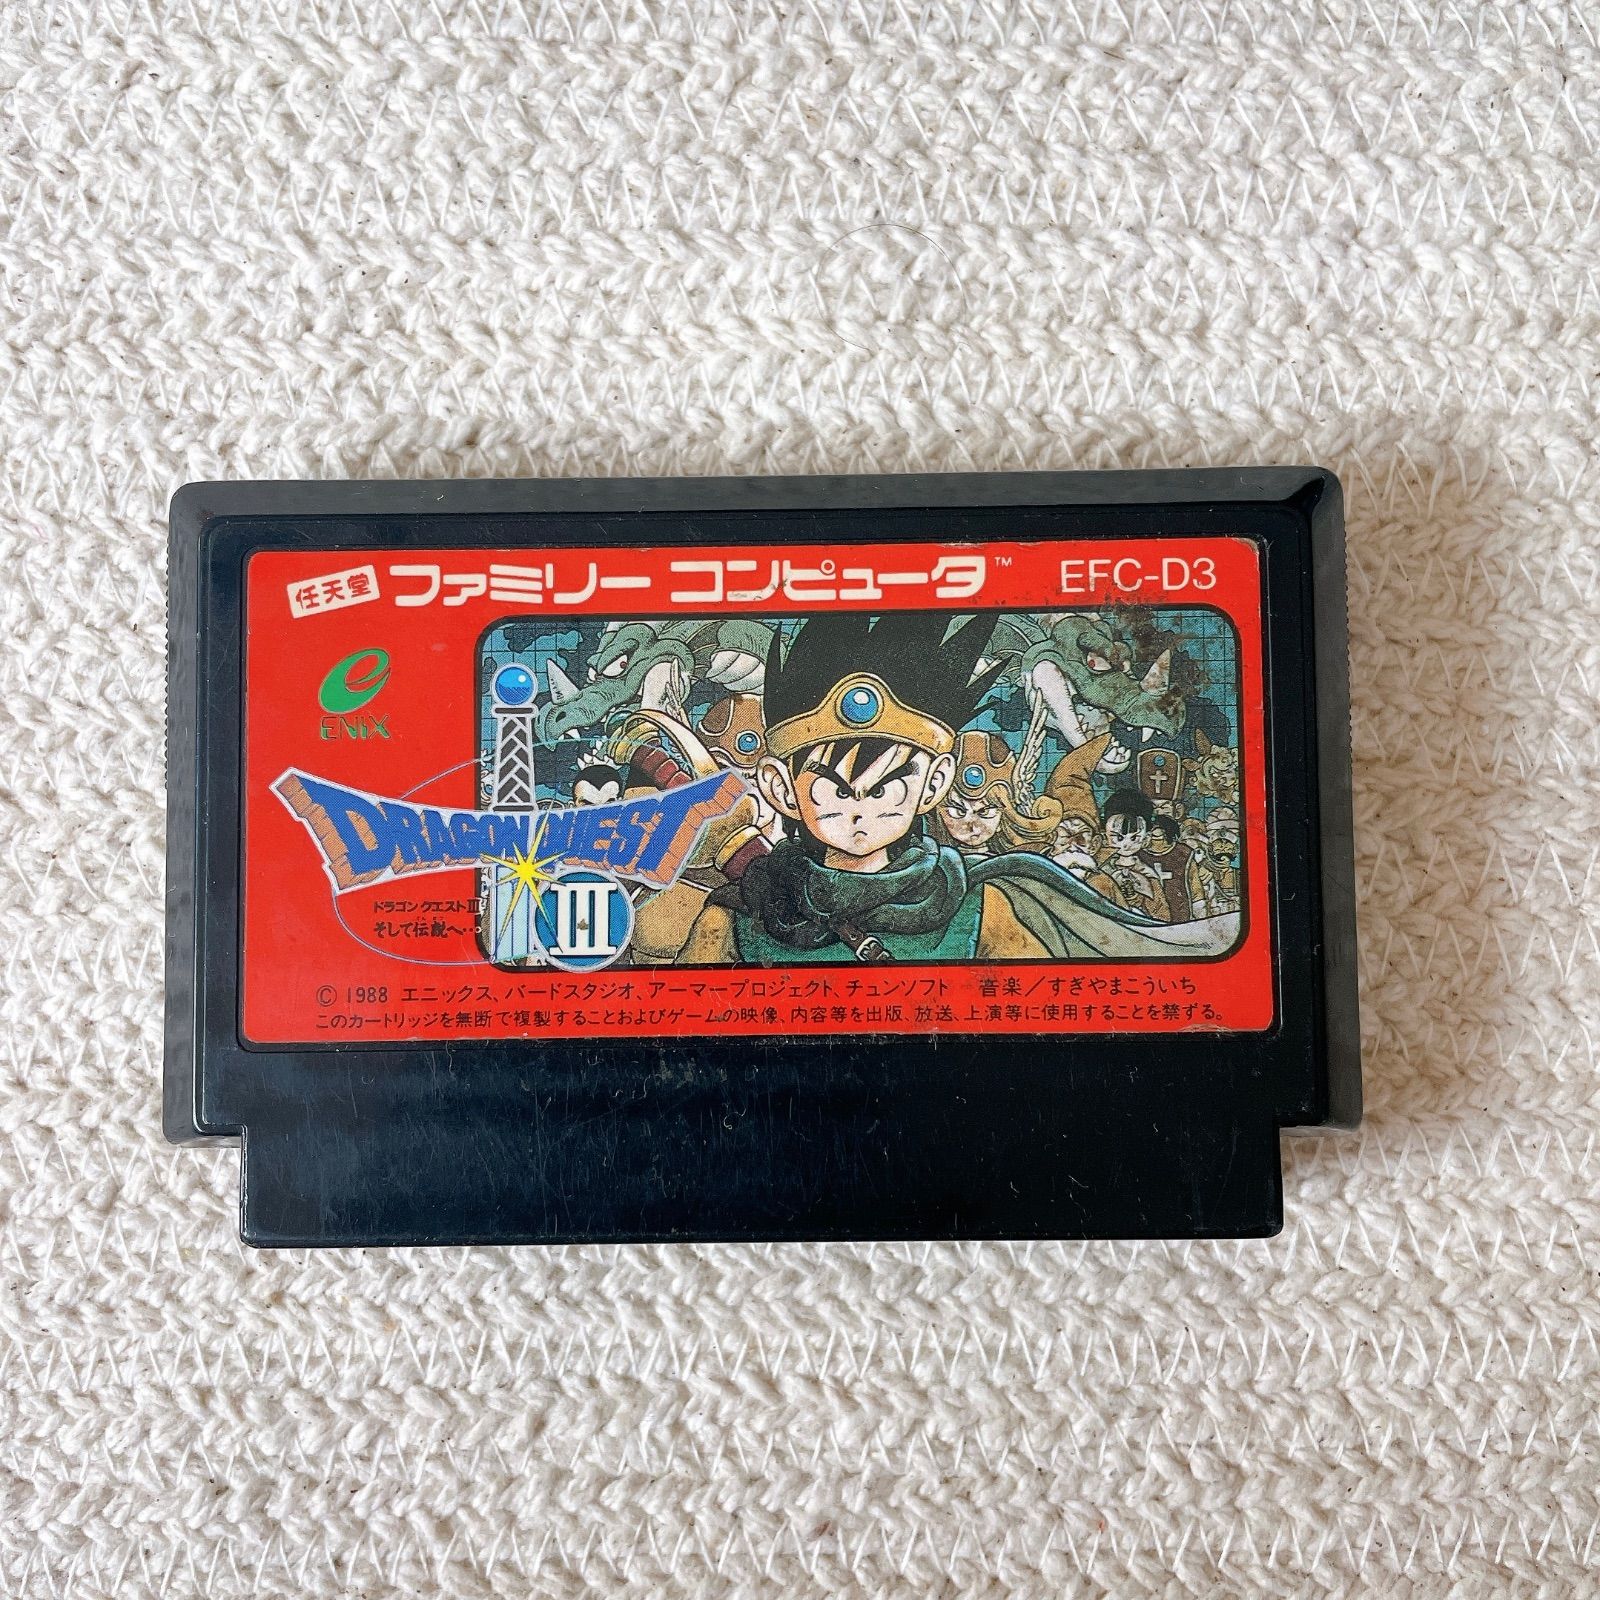 任天堂 ファミリー コンピュータ™ EFC-D3
ENIX
DRAGON QUEST
III
ドラゴンクエストIII
でんせつ
そして伝説へ…
© 1988 エニックス、バードスタジオ、アーマープロジェクト、チュンソフト 音楽／すぎやまこういち
このカートリッジを無断で複製することおよびゲームの映像、内容等を出版、放送、上演等に使用することを禁ずる。